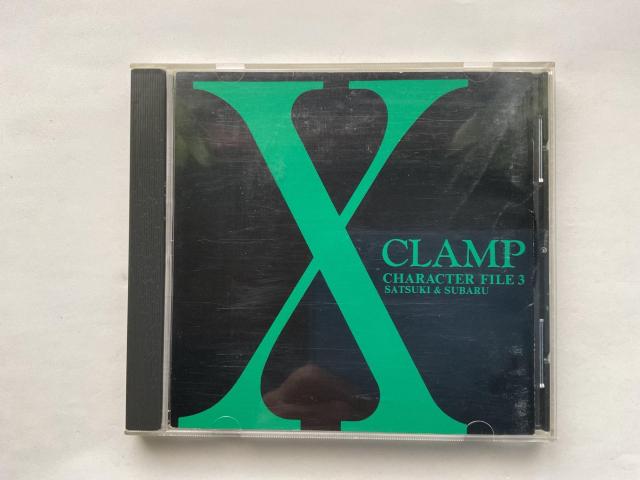 X
CLAMP
CHARACTER FILE 3
SATSUKI & SUBARU